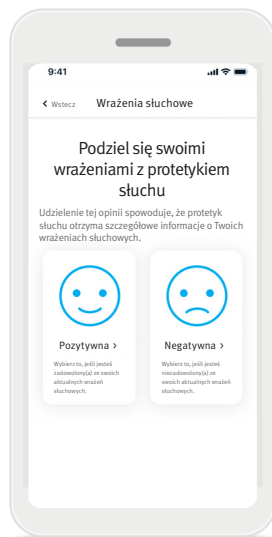 9:41
Wstecz Wrażenia słuchowe
Podziel się swoimi
wrażeniami z protetykiem
słuchu
Udzielenie tej opinii spowoduje, że protetyk
słuchu otrzyma szczegółowe informacje o Twoich
wrażeniach słuchowych.
Pozytywna ›
Wybierz to, jeśli jesteś
zadowolony(a) ze swoich
aktualnych wrażeń
słuchowych.
Negatywna ›
Wybierz to, jeśli jesteś
niezadowolony(a) ze
swoich aktualnych wrażeń
słuchowych.